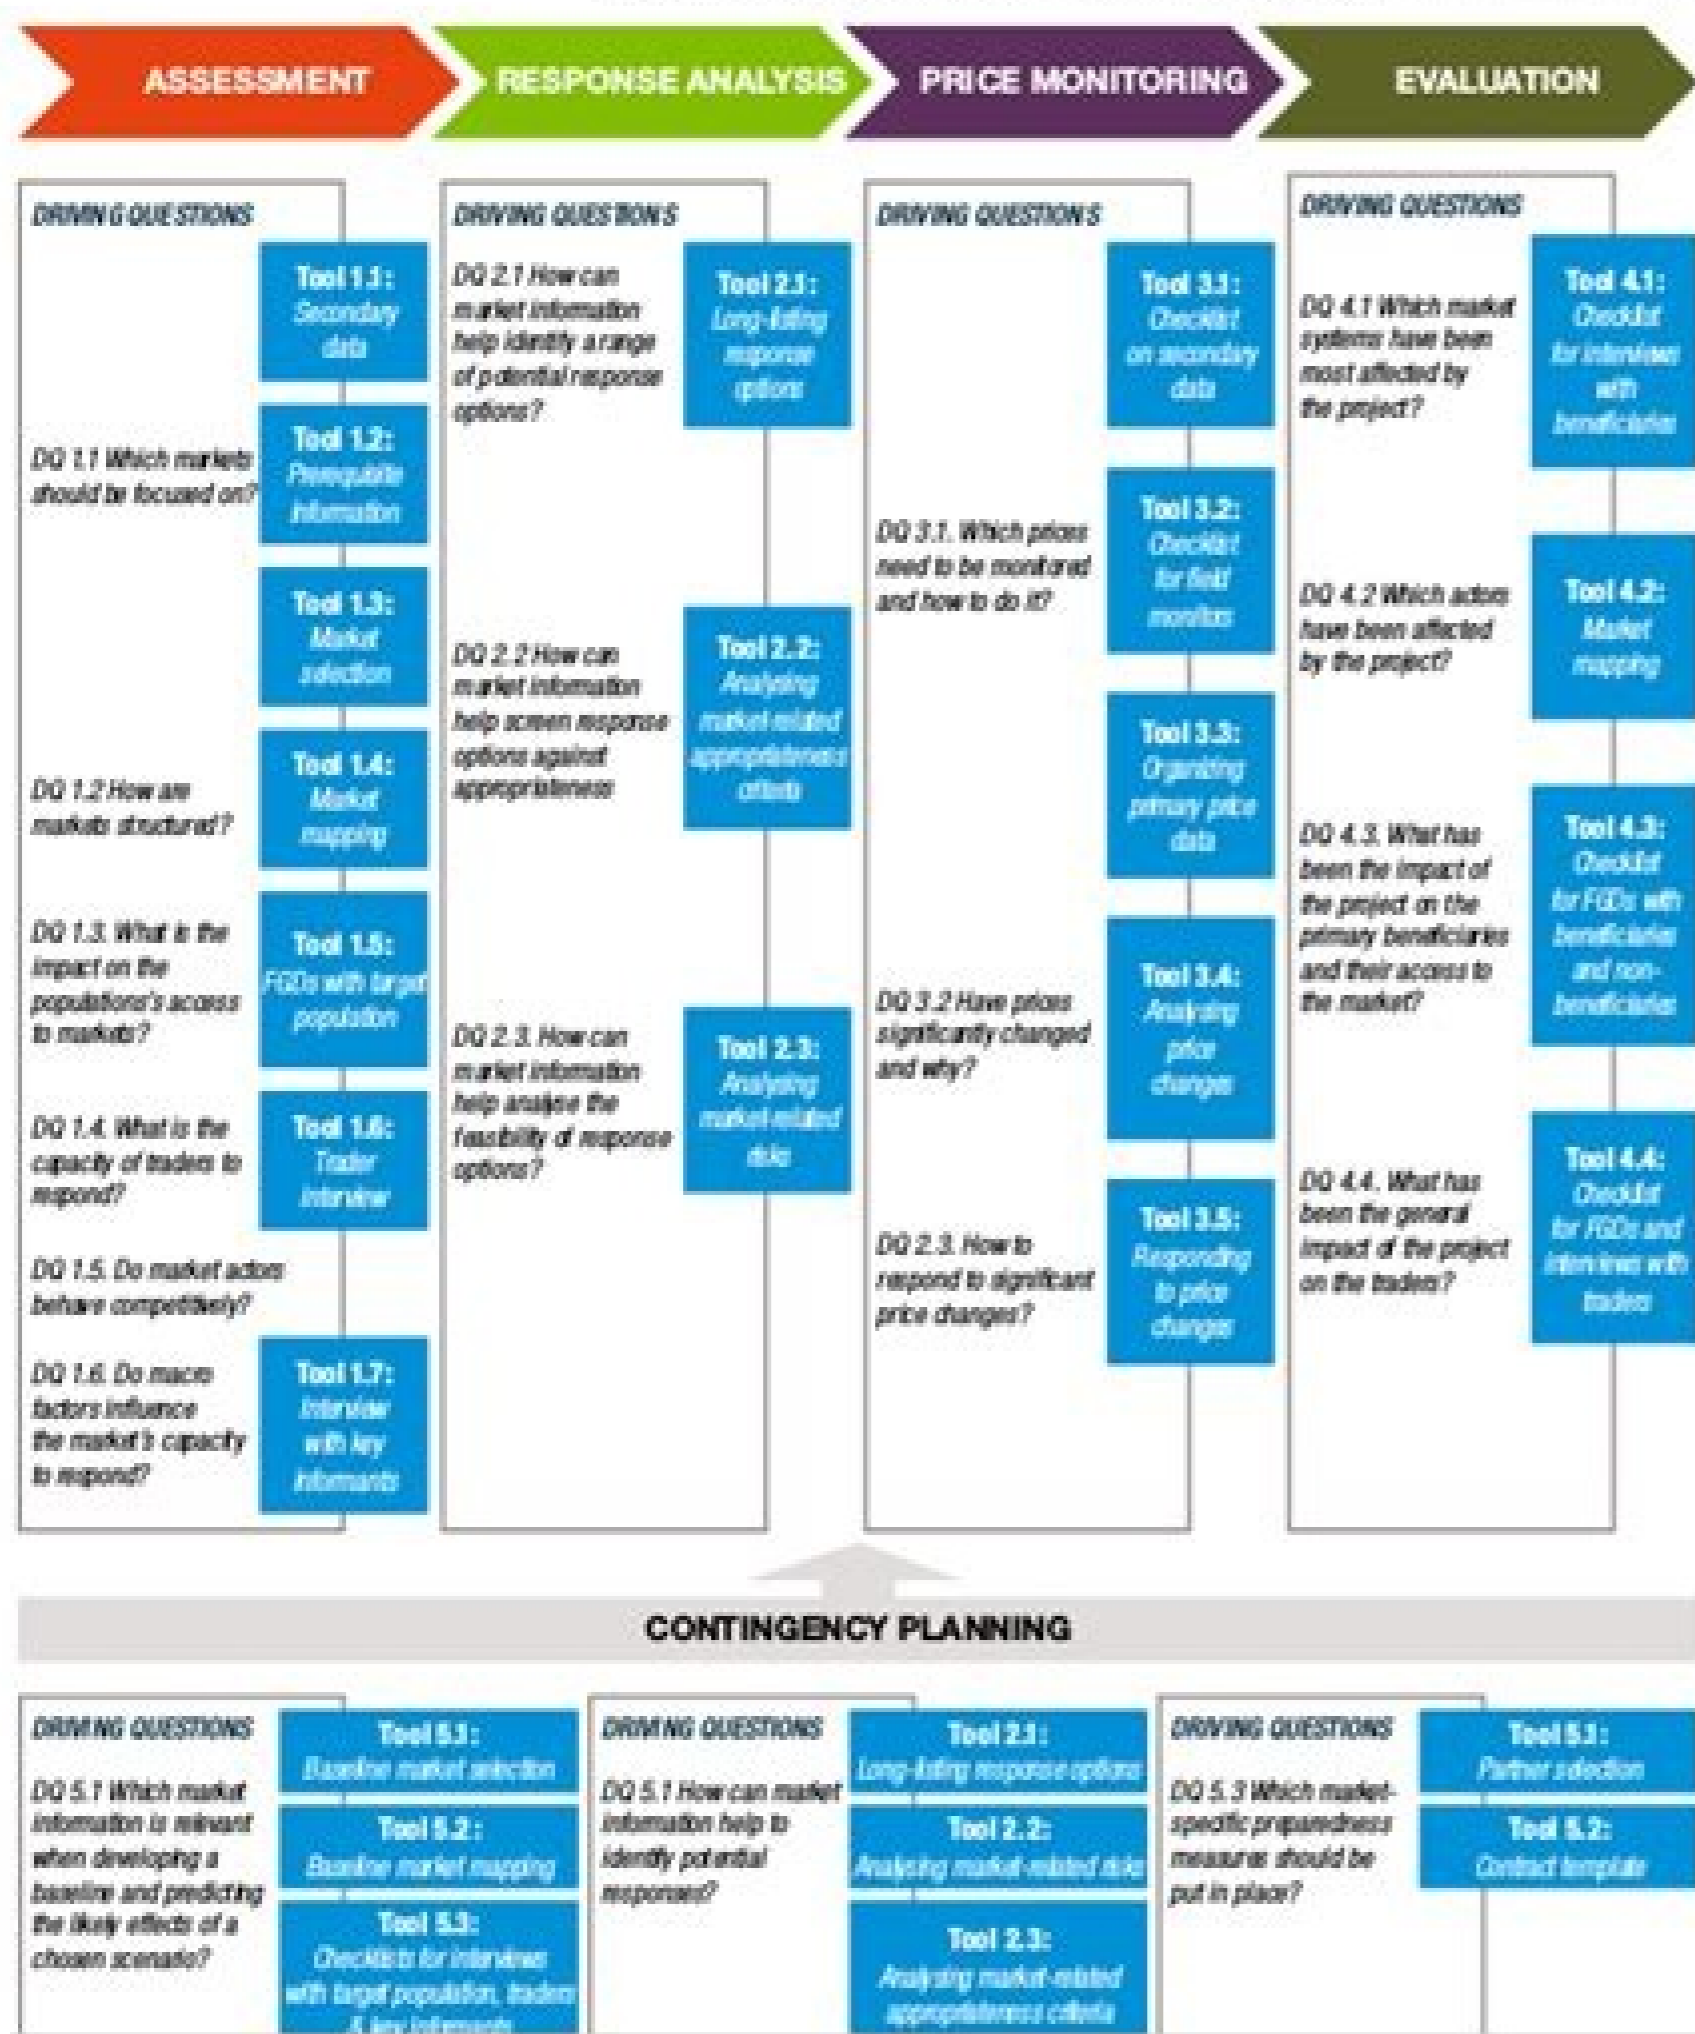 ASSESSMENT
RESPONSE ANALYSIS
PRICE MONITORING
EVALUATION
DRIVING QUESTIONS
Tool 1.1:
Secondary
data
Tool 1.2:
Prerequisite
information
DQ 1.1 Which markets
should be focused on?
Tool 1.3:
Market
selection
Tool 1.4:
Market
mapping
DQ 1.2 How are
markets structured?
DQ 1.3. What is the
impact on the
populations's access
to markets?
Tool 1.5:
FGDs with target
population
DQ 1.4. What is the
capacity of traders to
respond?
Tool 1.6:
Trader
interview
DQ 1.5. Do market actors
behave competitively?
DQ 1.6. Do macro
factors influence
the market's capacity
to respond?
Tool 1.7:
Interview
with key
informants
DRIVING QUESTIONS
DQ 2.1 How can
market information
help identify a range
of potential response
options?
Tool 2.1:
Long-listing
response
options
DQ 2.2 How can
market information
help screen response
options against
appropriateness
Tool 2.2:
Analysing
market-related
appropriateness
criteria
DQ 2.3. How can
market information
help analyse the
feasibility of response
options?
Tool 2.3:
Analysing
market-related
risks
DRIVING QUESTIONS
Tool 3.1:
Checklist
on secondary
data
DQ 3.1. Which prices
need to be monitored
and how to do it?
Tool 3.2:
Checklist
for field
monitors
Tool 3.3:
Organizing
primary price
data
DQ 3.2 Have prices
significantly changed
and why?
Tool 3.4:
Analysing
price
changes
DQ 2.3. How to
respond to significant
price changes?
Tool 3.5:
Responding
to price
changes
DRIVING QUESTIONS
DQ 4.1 Which market
systems have been
most affected by
the project?
Tool 4.1:
Checklist
for interviews
with
beneficiaries
DQ 4.2 Which actors
have been affected
by the project?
Tool 4.2:
Market
mapping
DQ 4.3. What has
been the impact of
the project on the
primary beneficiaries
and their access to
the market?
Tool 4.3:
Checklist
for FGDs with
beneficiaries
and non-
beneficiaries
DQ 4.4. What has
been the general
impact of the project
on the traders?
Tool 4.4:
Checklist
for FGDs and
interviews with
traders
CONTINGENCY PLANNING
DRIVING QUESTIONS
DQ 5.1 Which market
information is relevant
when developing a
baseline and predicting
the likely effects of a
chosen scenario?
Tool 5.1:
Baseline market selection
Tool 5.2:
Baseline market mapping
Tool 5.3:
Checklists for interviews
with target population, traders
& key informants
DRIVING QUESTIONS
DQ 5.1 How can market
information help to
identify potential
responses?
Tool 2.1:
Long-listing response options
Tool 2.2:
Analysing market-related risks
Tool 2.3:
Analysing market-related
appropriateness criteria
DRIVING QUESTIONS
DQ 5.3 Which market-
specific preparedness
measures should be
put in place?
Tool 5.1:
Partner selection
Tool 5.2:
Contract template